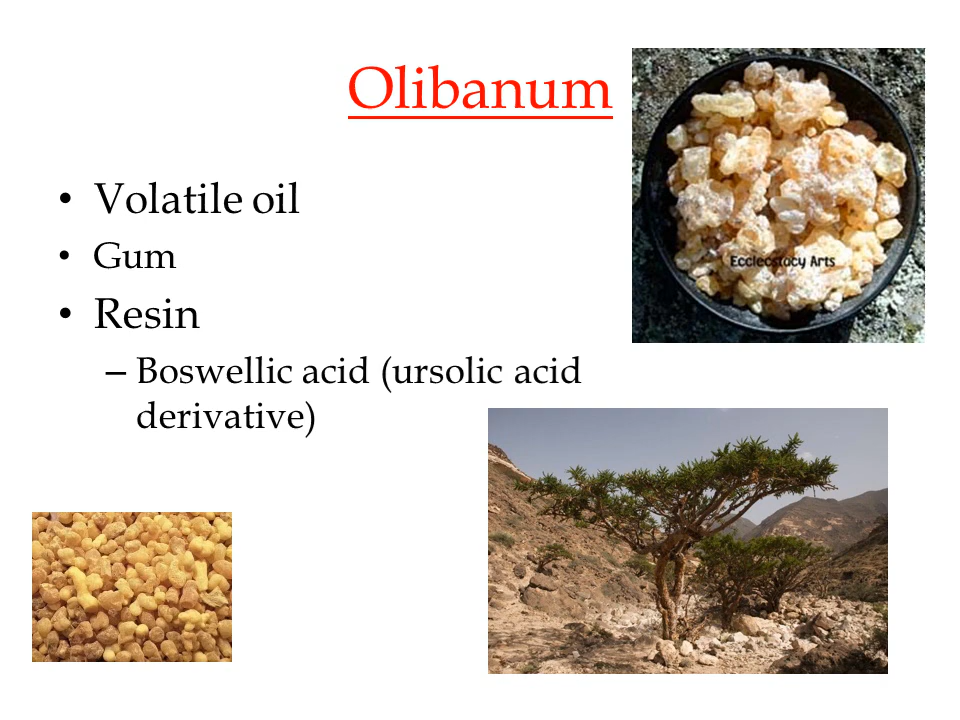 Olibanum
• Volatile oil
• Gum
• Resin
– Boswellic acid (ursolic acid
derivative)
Ecclecstacy Arts